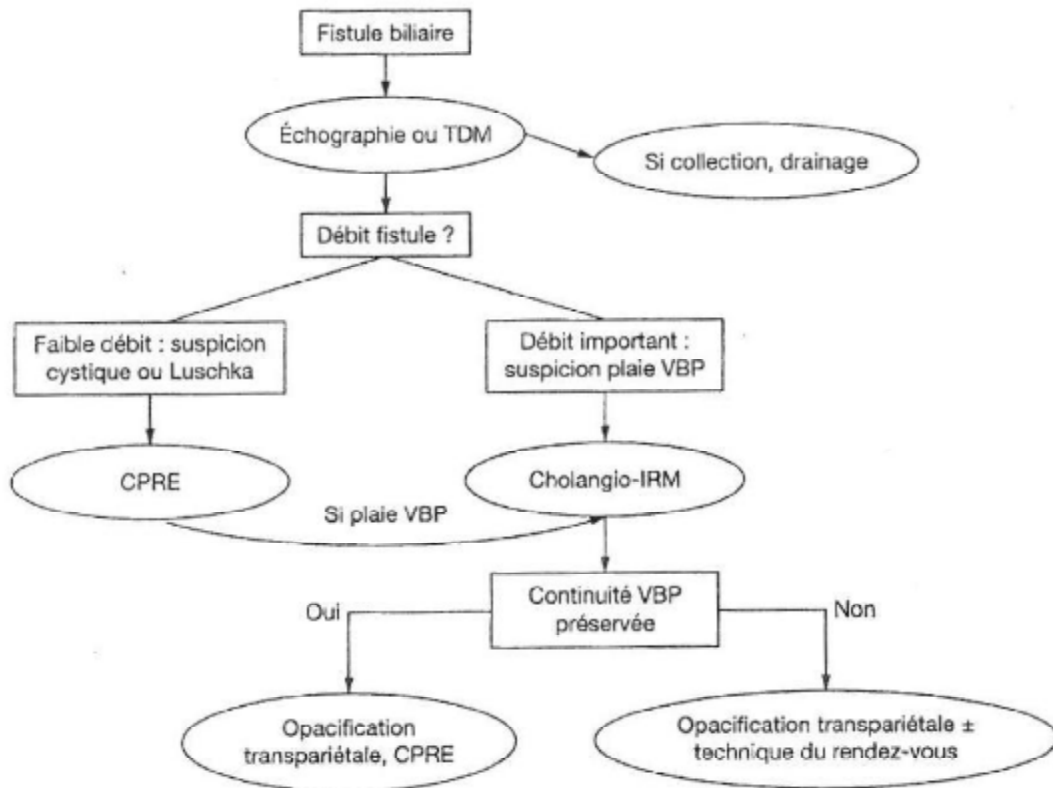 Fistule biliaire
Échographie ou TDM
Si collection, drainage
Débit fistule ?
Faible débit : suspicion
cystique ou Luschka
Débit important :
suspicion plaie VBP
CPRE
Cholangio-IRM
Si plaie VBP
Continuité VBP
préservée
Oui
Non
Opacification
transpariétale, CPRE
Opacification transpariétale ±
technique du rendez-vous